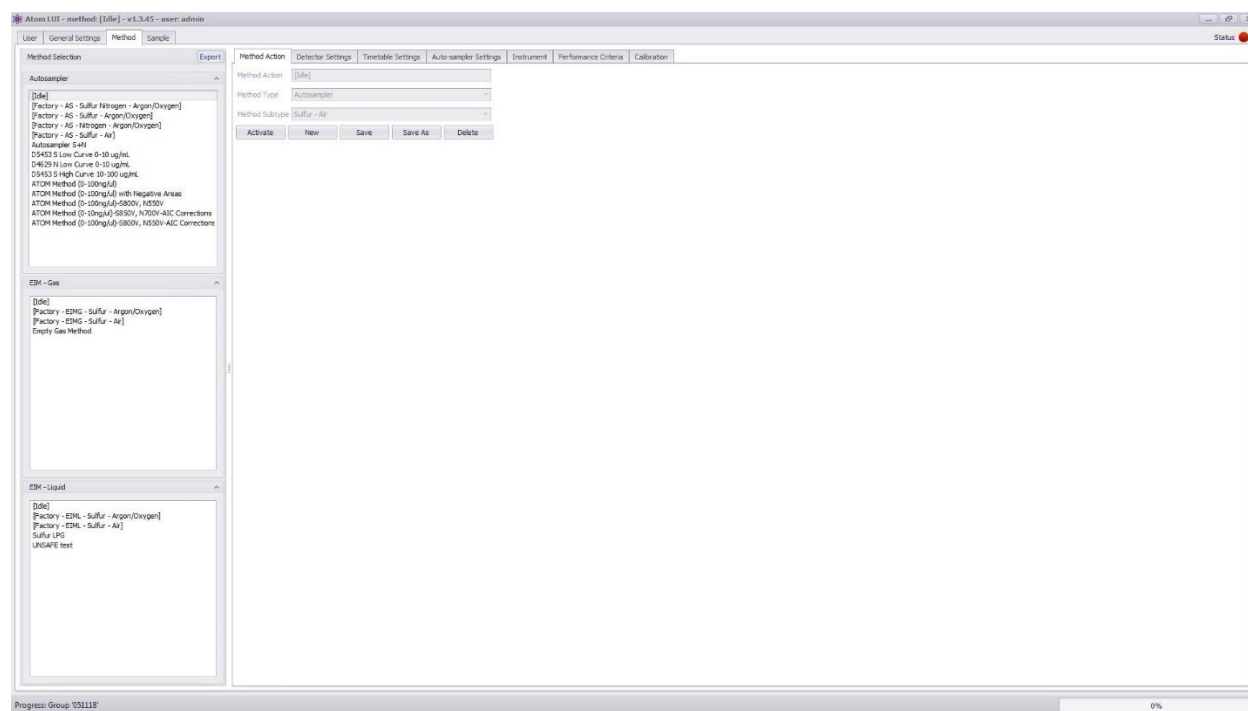 Atom LUI - method: [Idle] - v1.3.45 - user: admin
User General Settings Method Sample Status
Method Selection Export
Autosampler
[Idle]
[Factory - AS - Sulfur Nitrogen - Argon/Oxygen]
[Factory - AS - Sulfur - Argon/Oxygen]
[Factory - AS - Nitrogen - Argon/Oxygen]
[Factory - AS - Sulfur - Air]
Autosampler S+N
D5453 S Low Curve 0-10 ug/mL
D4629 N Low Curve 0-10 ug/mL
D5453 S High Curve 10-100 ug/mL
ATOM Method (0-100ng/ul)
ATOM Method (0-100ng/ul) with Negative Areas
ATOM Method (0-100ng/ul)-S800V, N550V
ATOM Method (0-10ng/ul)-S850V, N700V-AIC Corrections
ATOM Method (0-100ng/ul)-S800V, N550V-AIC Corrections
EIM - Gas
[Idle]
[Factory - EIMG - Sulfur - Argon/Oxygen]
[Factory - EIMG - Sulfur - Air]
Empty Gas Method
EIM - Liquid
[Idle]
[Factory - EIML - Sulfur - Argon/Oxygen]
[Factory - EIML - Sulfur - Air]
Sulfur LPG
UNSAFE test
Method Action Detector Settings Timetable Settings Auto-sampler Settings Instrument Performance Criteria Calibration
Method Action [Idle]
Method Type Autosampler
Method Subtype Sulfur - Air
Activate New Save Save As Delete
Progress: Group '051118' 0%